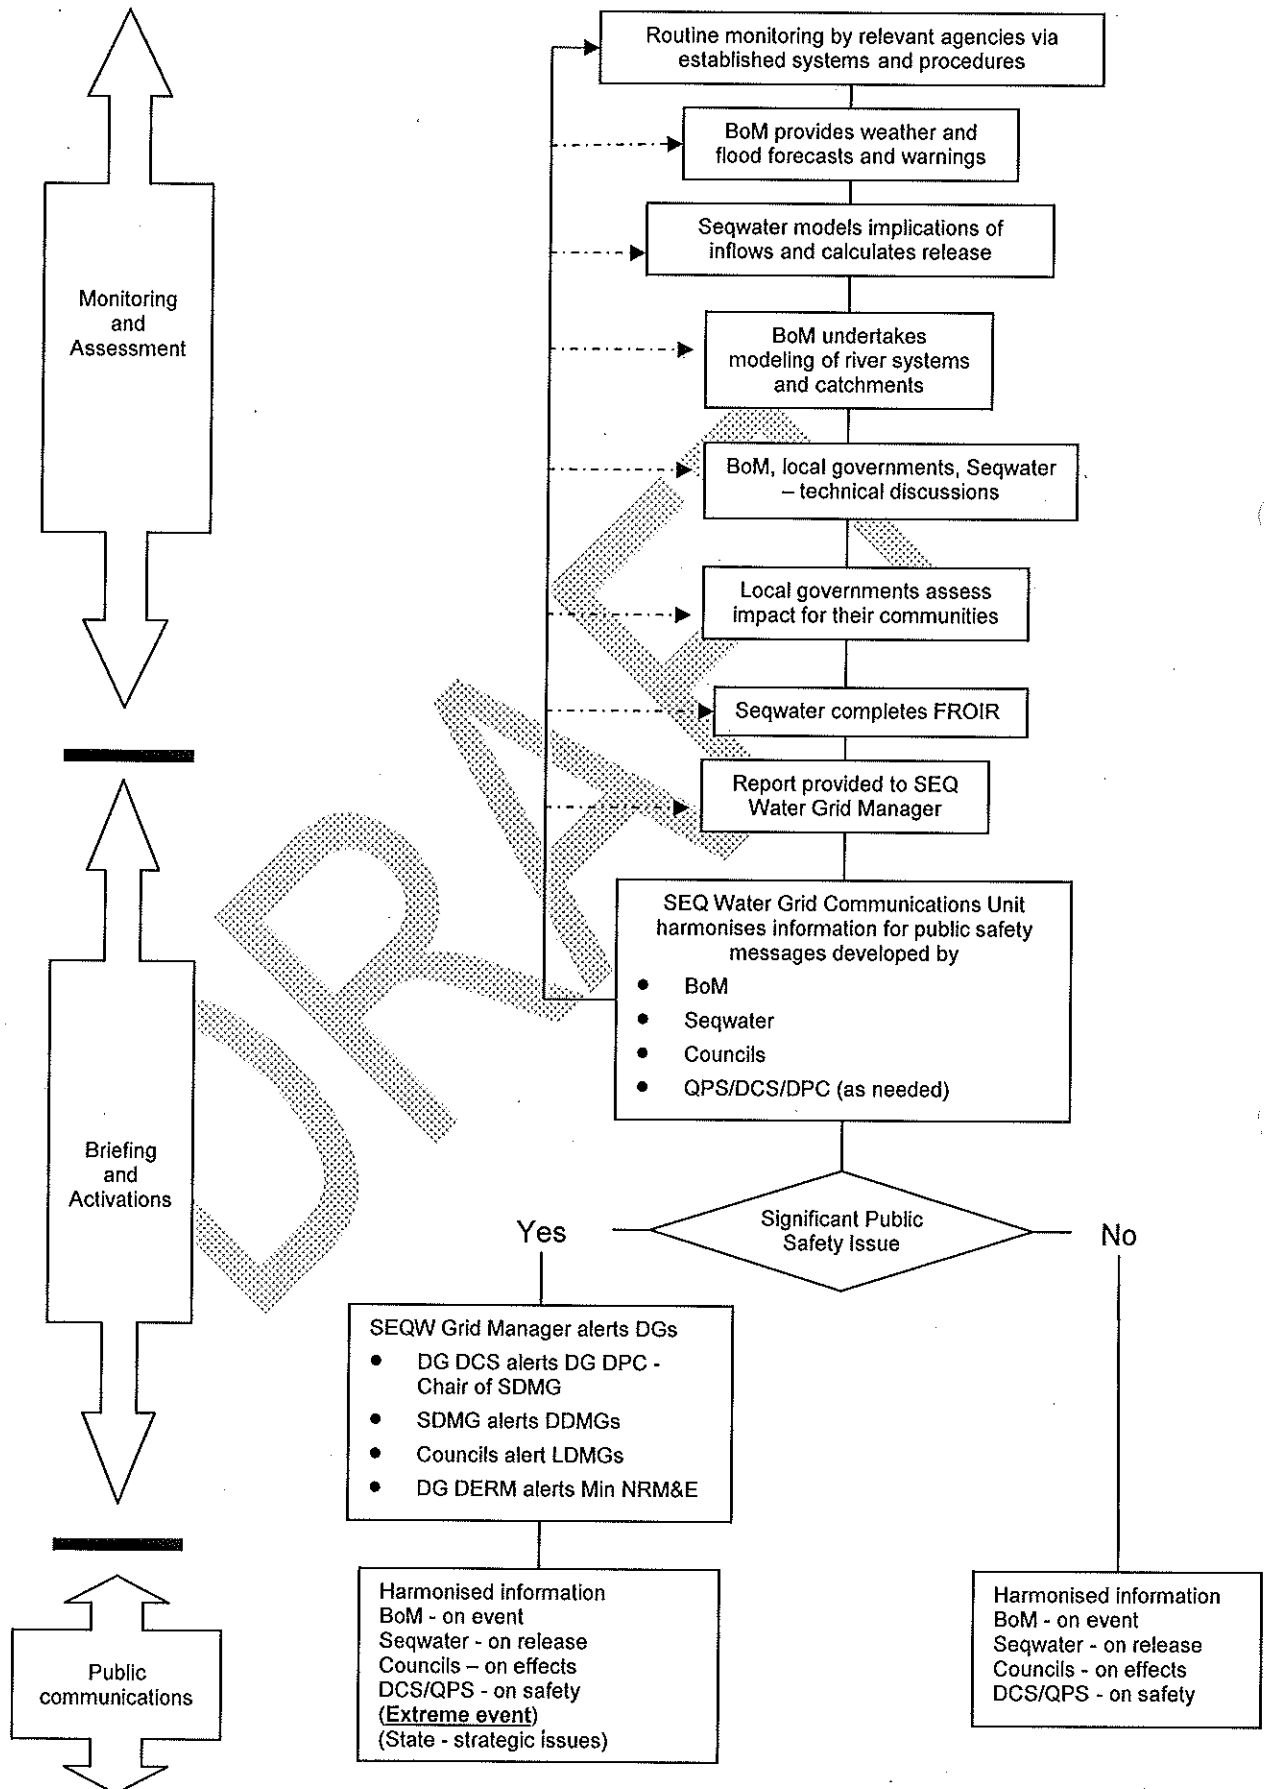 Routine monitoring by relevant agencies via
established systems and procedures
BoM provides weather and
flood forecasts and warnings
Seqwater models implications of
inflows and calculates release
Monitoring
and
Assessment
BoM undertakes
modeling of river systems
and catchments
BoM, local governments, Seqwater
– technical discussions
Local governments assess
impact for their communities
Seqwater completes FROIR
Report provided to SEQ
Water Grid Manager
SEQ Water Grid Communications Unit
harmonises information for public safety
messages developed by
● BoM
● Seqwater
● Councils
● QPS/DCS/DPC (as needed)
Briefing
and
Activations
DRAFT
Significant Public
Safety Issue
Yes
No
SEQW Grid Manager alerts DGs
● DG DCS alerts DG DPC -
Chair of SDMG
● SDMG alerts DDMGs
● Councils alert LDMGs
● DG DERM alerts Min NRM&E
Public
communications
Harmonised information
BoM - on event
Seqwater - on release
Councils – on effects
DCS/QPS - on safety
(Extreme event)
(State - strategic issues)
Harmonised information
BoM - on event
Seqwater - on release
Councils - on effects
DCS/QPS - on safety